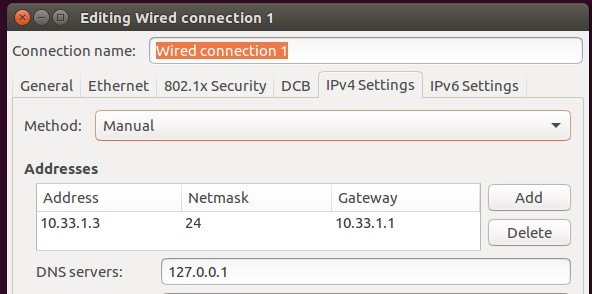 Editing Wired connection 1
Connection name: Wired connection 1
General Ethernet 802.1x Security DCB IPv4 Settings IPv6 Settings
Method: Manual
Addresses
Address Netmask Gateway
10.33.1.3 24 10.33.1.1
Add
Delete
DNS servers: 127.0.0.1